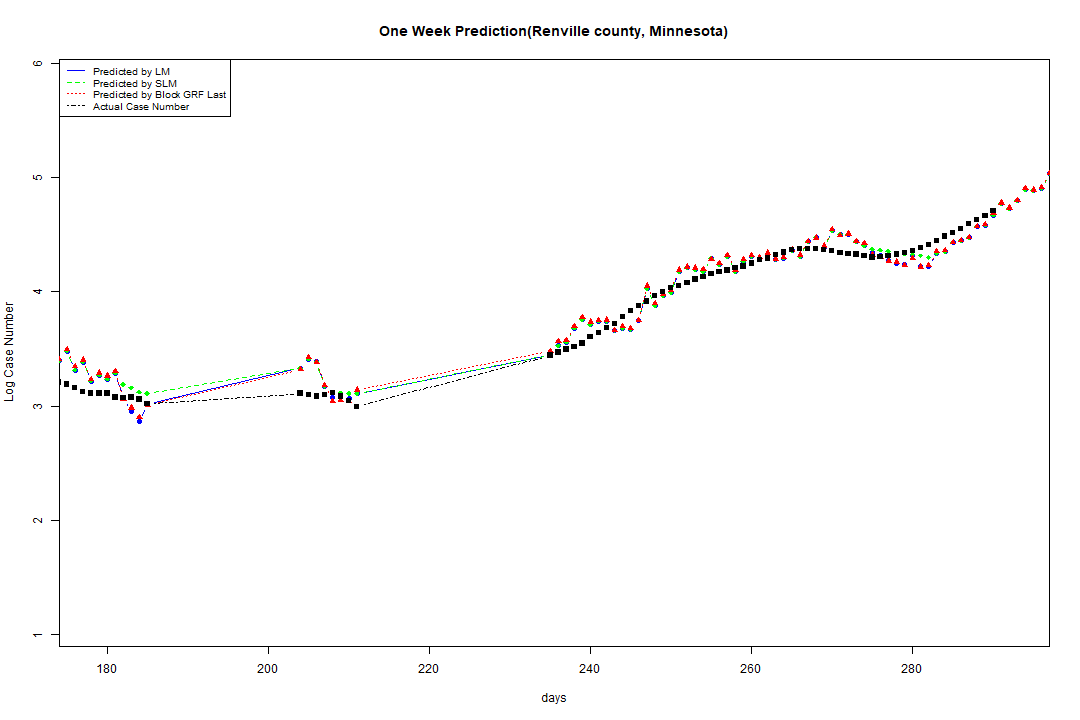 One Week Prediction(Renville county, Minnesota)
Predicted by LM
Predicted by SLM
Predicted by Block GRF Last
Actual Case Number
6
5
4
3
2
1
Log Case Number
180 200 220 240 260 280
days